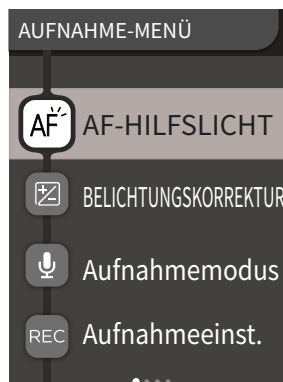 AUFNAHME-MENÜ
AF AF-HILFSLICHT
BELICHTUNGSKORREKTUR
Aufnahmemodus
REC Aufnahmeeinst.